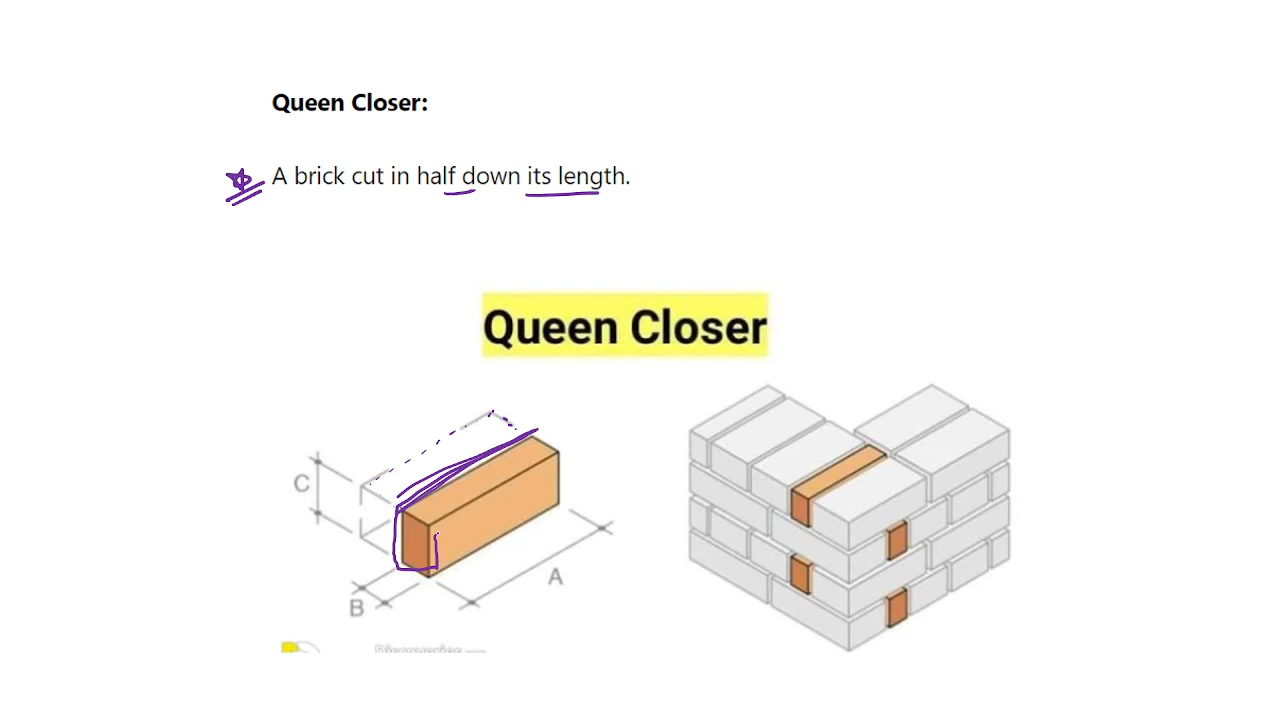 Queen Closer:
A brick cut in half down its length.
Queen Closer
C
A
B